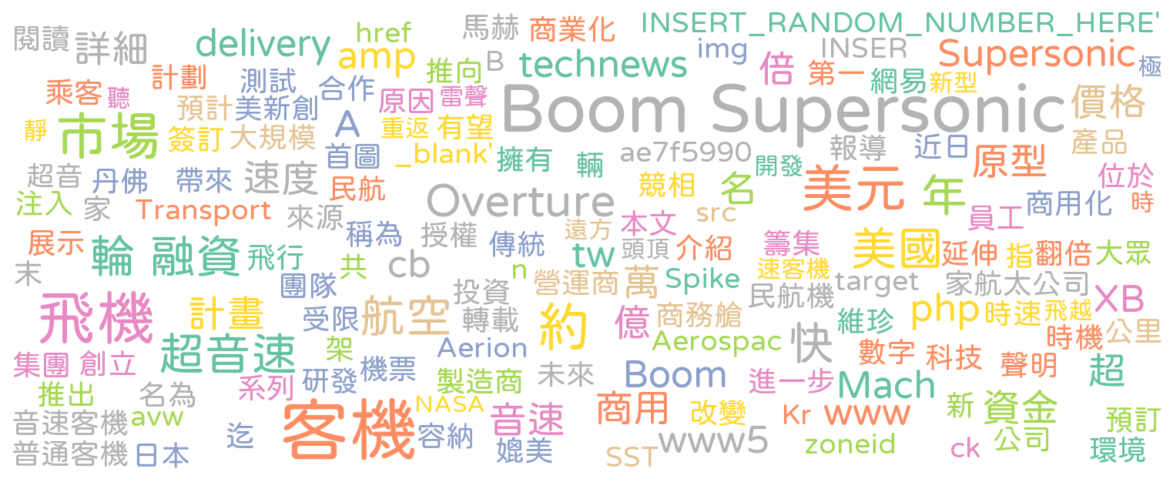 閱讀 詳細 delivery href amp 馬赫 商業化 INSERT_RANDOM_NUMBER_HERE'
推向 B technews img INSER 倍 第一 網易 新型 Supersonic 極
乘客 聽 計劃 測試 合作 原因 雷聲 Boom Supersonic 價格
預計 美新創 A 重返 有望
靜 市場 簽訂 大規模 首圖 _blank' 擁有 輛 ae7f5990 開發 報導 近日 原型 產品
超音 丹佛 帶來 速度 民航 Overture 競相 名 美元 年 商用化 位於 時
注入 家 Transport 來源 稱為 授權 傳統 遠方 本文 src 員工
展示 輪 融資 飛行 共 cb n tw 頭頂 介紹 籌集 美國 延伸 指 翻倍 大眾
末 團隊 投資 營運商 萬 Spike 速客機 民航機 target 家航太公司 XB
飛機 計畫 受限 航空 轉載 約 億 商務艙 維珍 php 時速 飛越
超音速 架 Aerion Aerospac 快 數字 科技 聲明 時機 公里
集團 創立 系列 研發 機票 製造商 未來 Boom 進一步 Mach 超
推出 名為 客機 NASA 音速 商用 改變 Kr www 新 資金 預訂
音速客機 avw 迄 容納 媲美 SST www5 zoneid ck 公司 環境
普通客機 日本